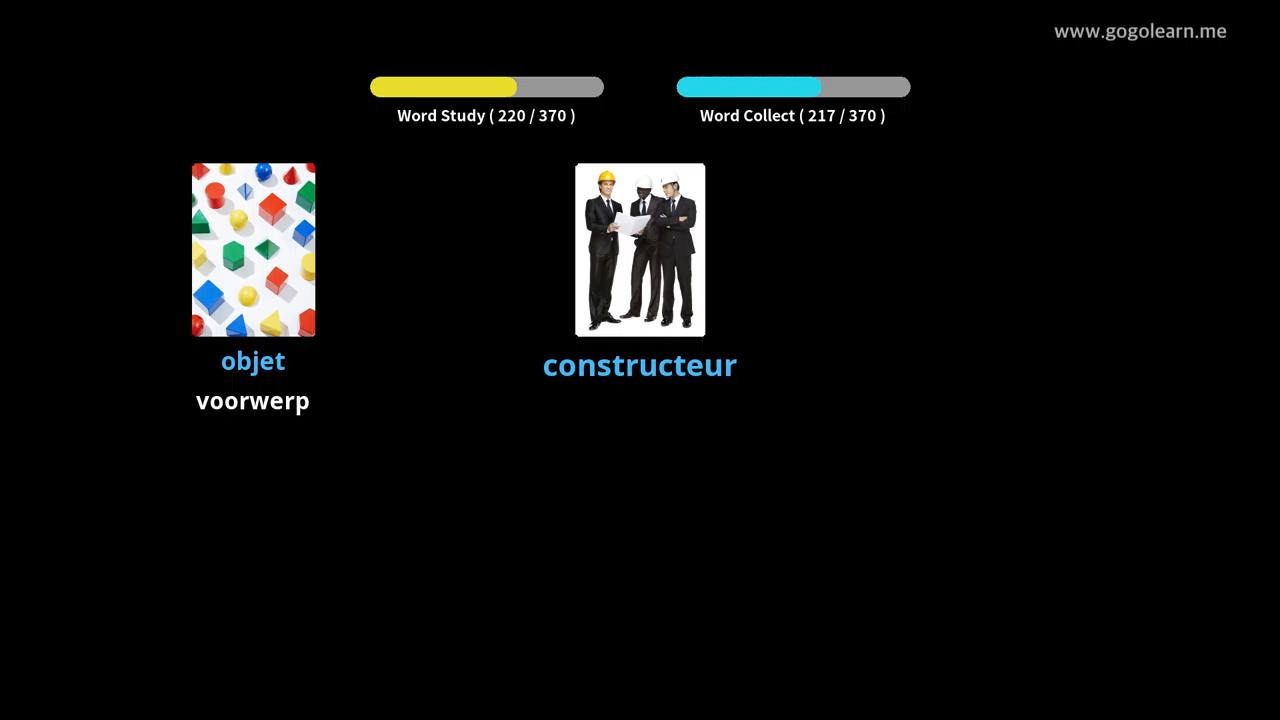 www.gogolearn.me
Word Study ( 220 / 370 )
Word Collect ( 217 / 370 )
objet
voorwerp
constructeur